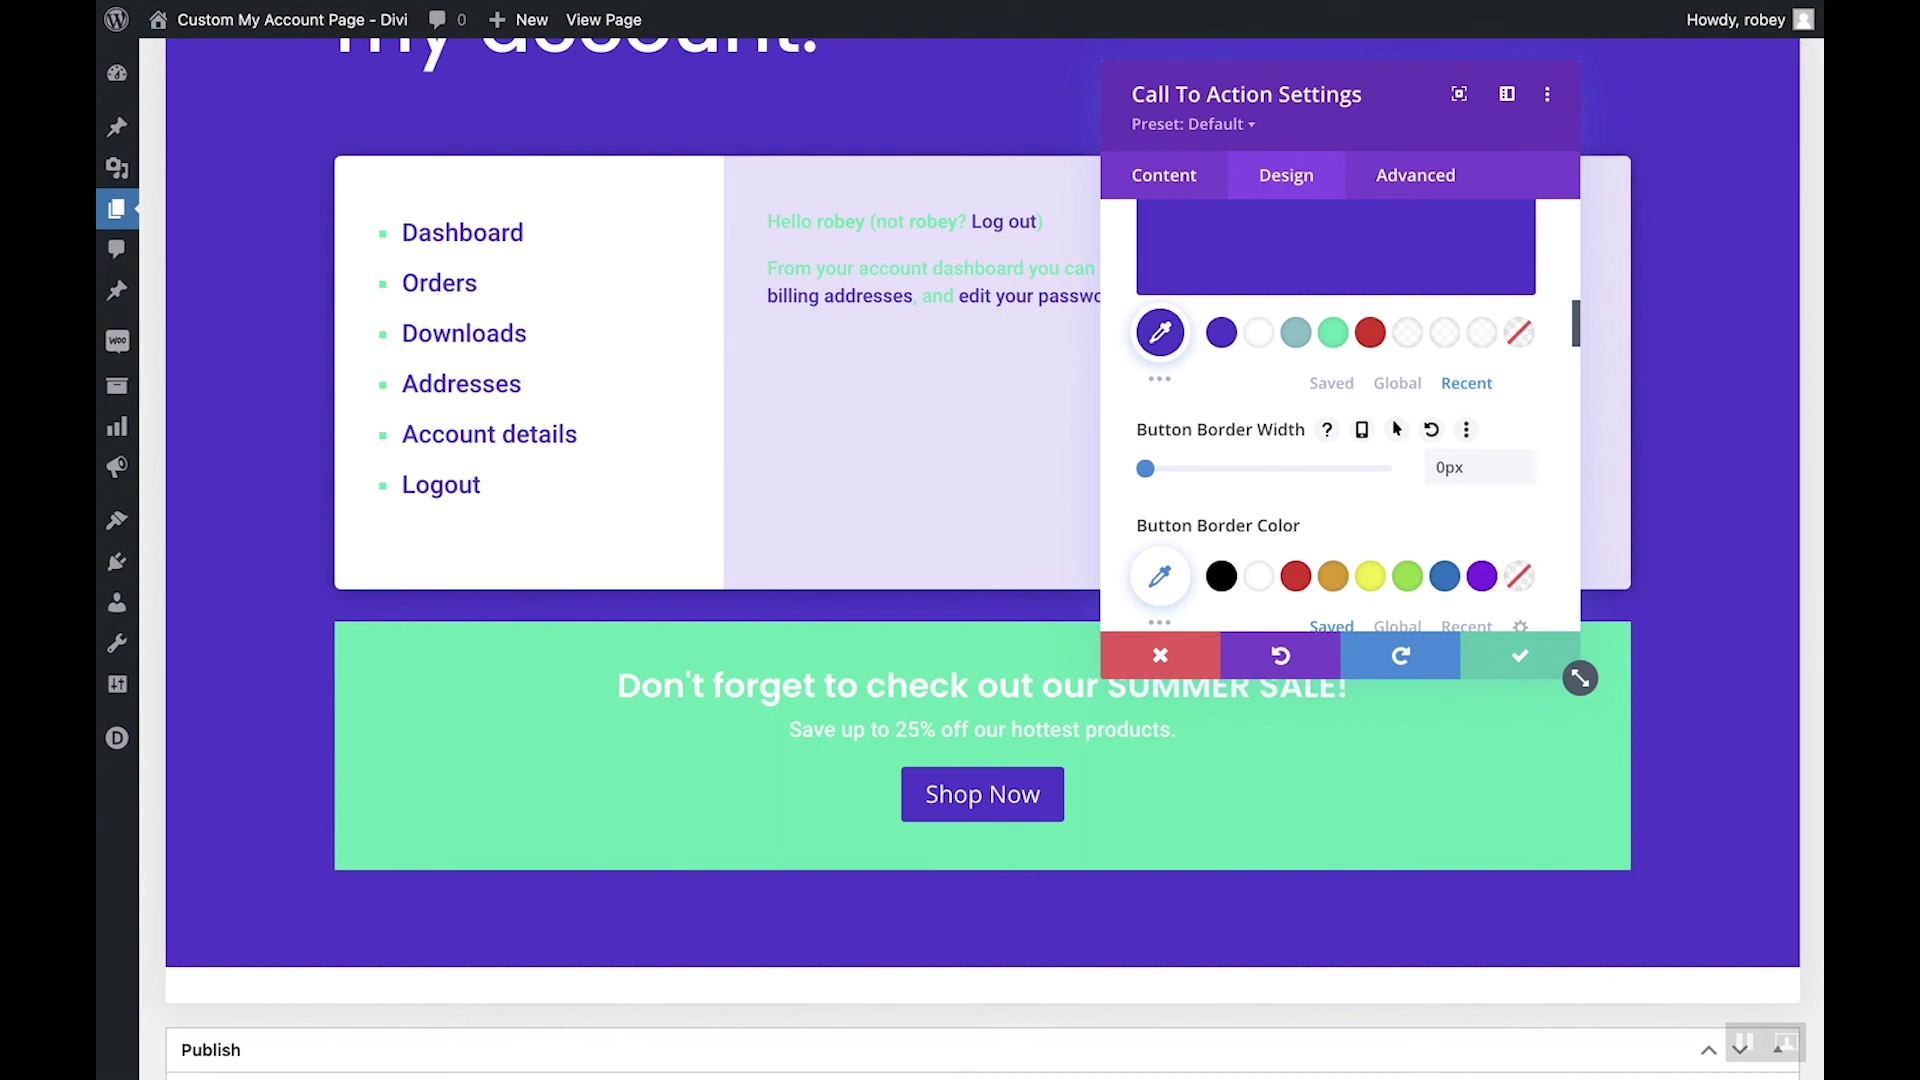 Custom My Account Page - Divi 0 New View Page Howdy, robey
my account.
Call To Action Settings
Preset: Default
Content Design Advanced
Dashboard
Orders
Downloads
Addresses
Account details
Logout
Hello robey (not robey? Log out)
From your account dashboard you can
billing addresses, and edit your passwo
Saved Global Recent
Button Border Width ?
0px
Button Border Color
Saved Global Recent
Don't forget to check out our SUMMER SALE!
Save up to 25% off our hottest products.
Shop Now
WOO
D
Publish